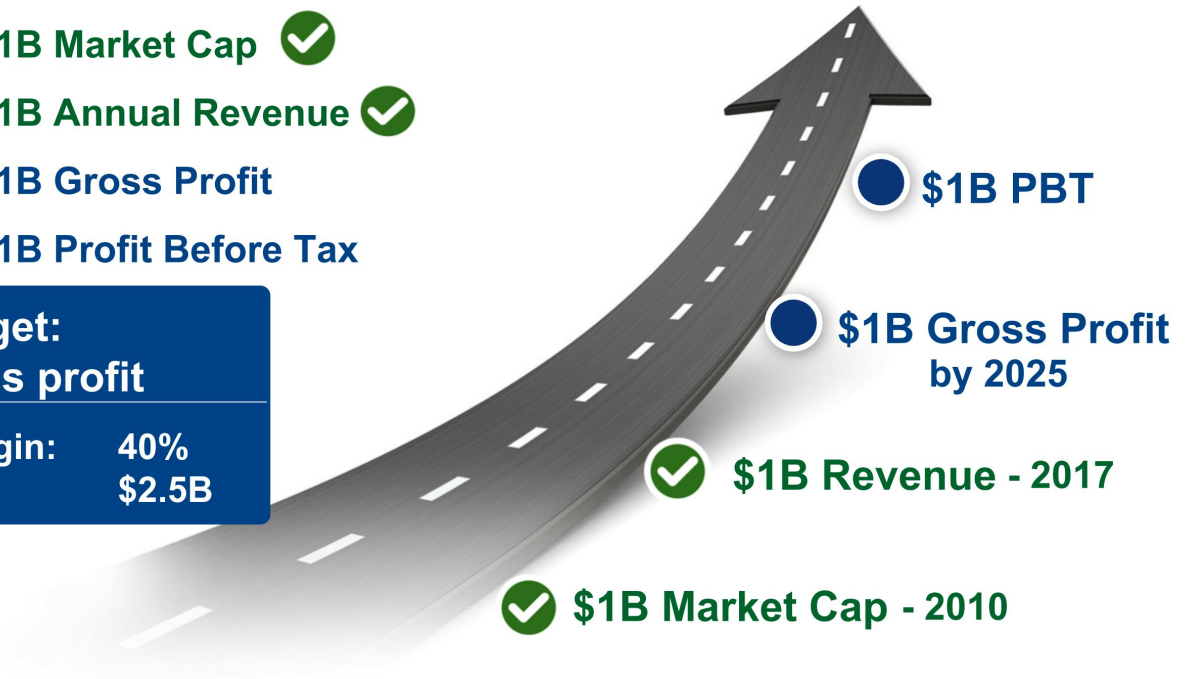 1B Market Cap
1B Annual Revenue
1B Gross Profit
1B Profit Before Tax
get:
s profit
gin: 40%
$2.5B
$1B PBT
$1B Gross Profit
by 2025
$1B Revenue - 2017
$1B Market Cap - 2010